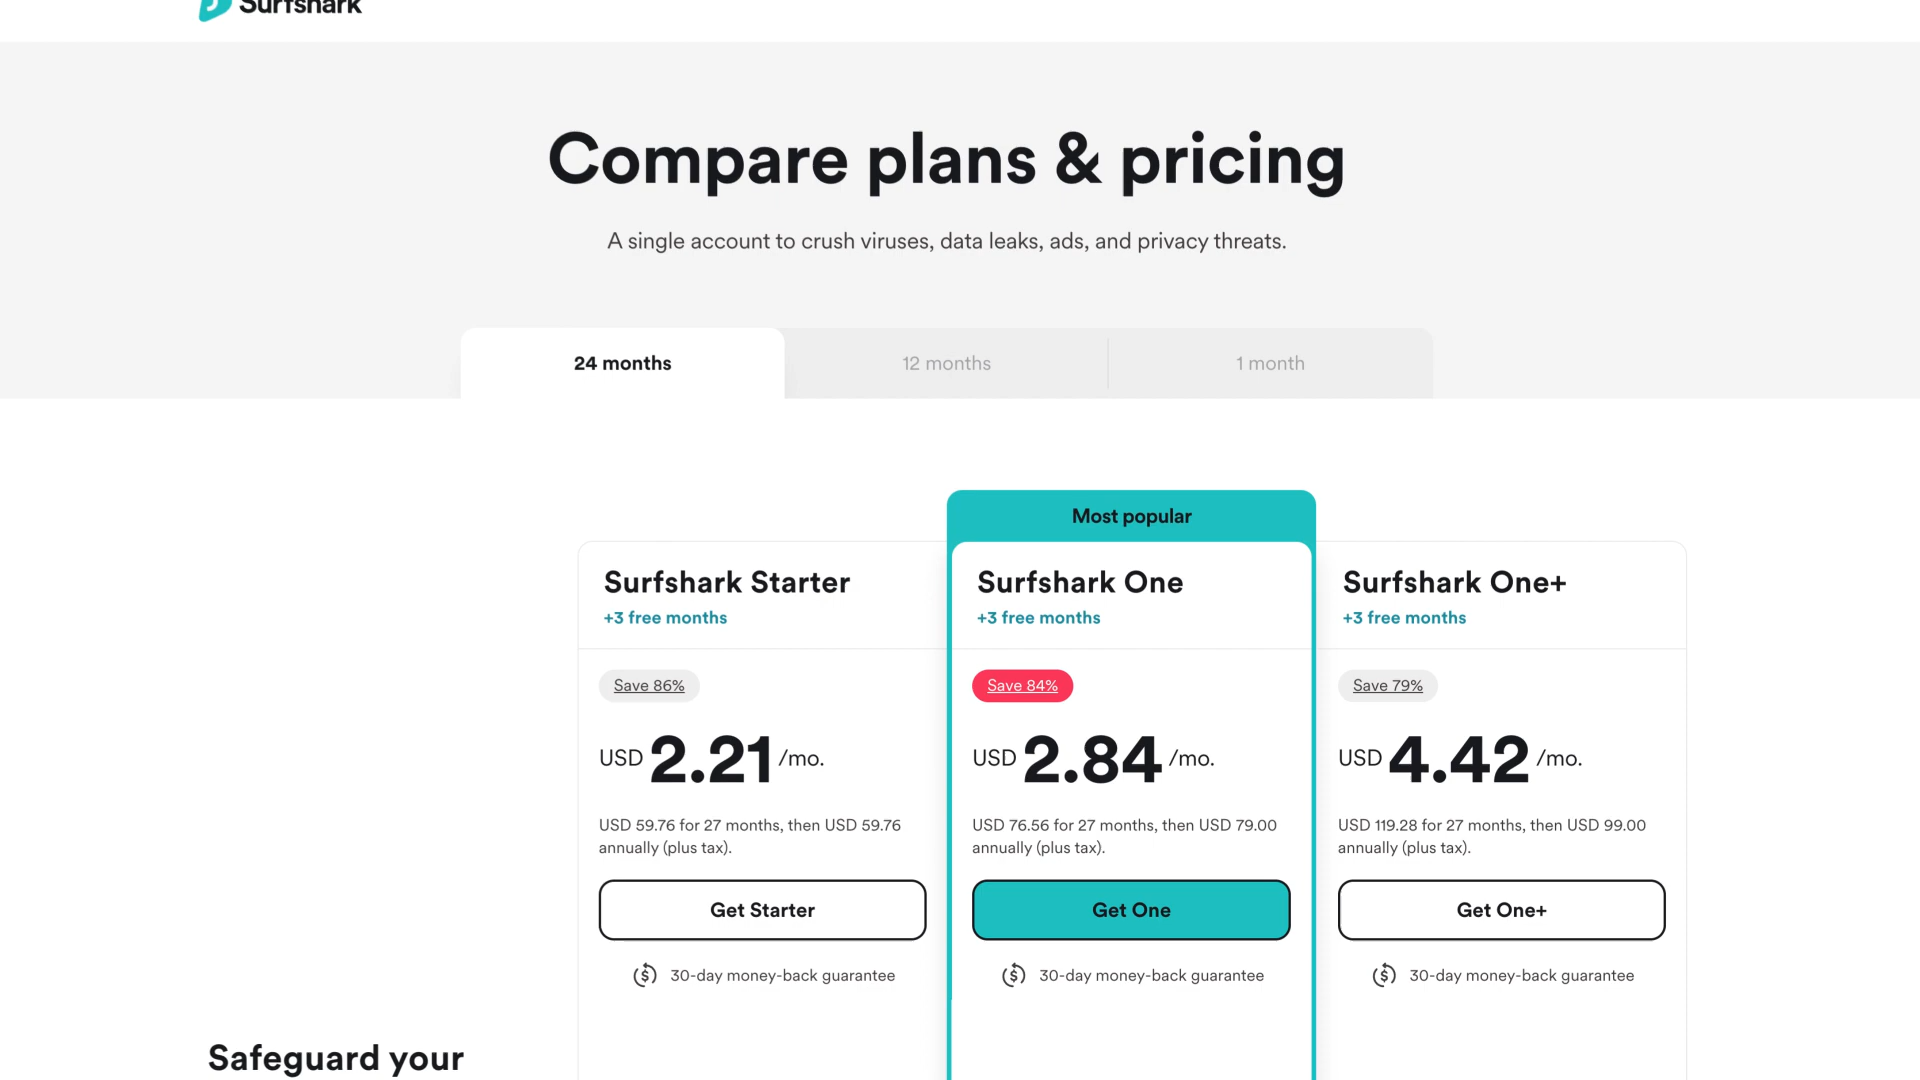 Surfshark
Compare plans & pricing
A single account to crush viruses, data leaks, ads, and privacy threats.
24 months
12 months
1 month
Most popular
Surfshark Starter
+3 free months
Save 86%
USD 2.21 /mo.
USD 59.76 for 27 months, then USD 59.76
annually (plus tax).
Get Starter
30-day money-back guarantee
Surfshark One
+3 free months
Save 84%
USD 2.84 /mo.
USD 76.56 for 27 months, then USD 79.00
annually (plus tax).
Get One
30-day money-back guarantee
Surfshark One+
+3 free months
Save 79%
USD 4.42 /mo.
USD 119.28 for 27 months, then USD 99.00
annually (plus tax).
Get One+
30-day money-back guarantee
Safeguard your